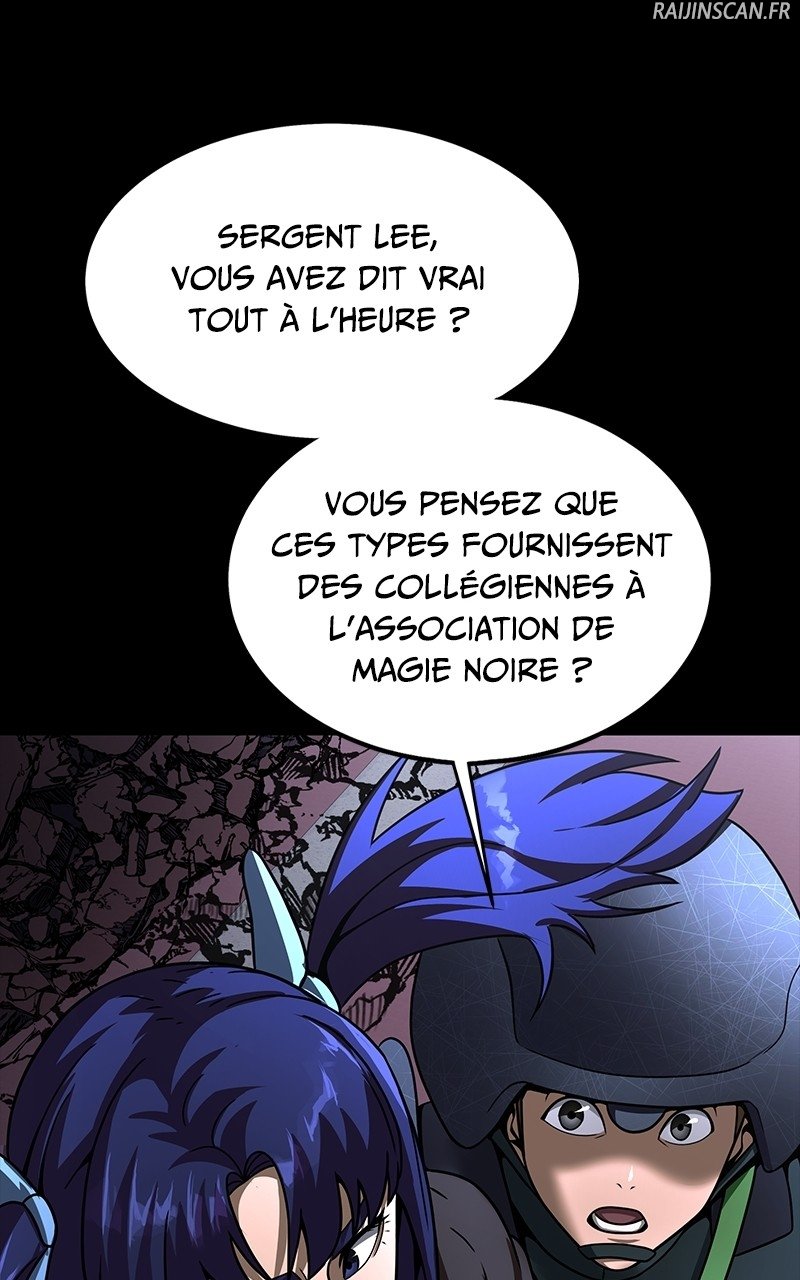 RAIJINSCAN.FR
SERGENT LEE,
VOUS AVEZ DIT VRAI
TOUT À L'HEURE ?
VOUS PENSEZ QUE
CES TYPES FOURNISSENT
DES COLLÉGIENNES À
L'ASSOCIATION DE
MAGIE NOIRE ?